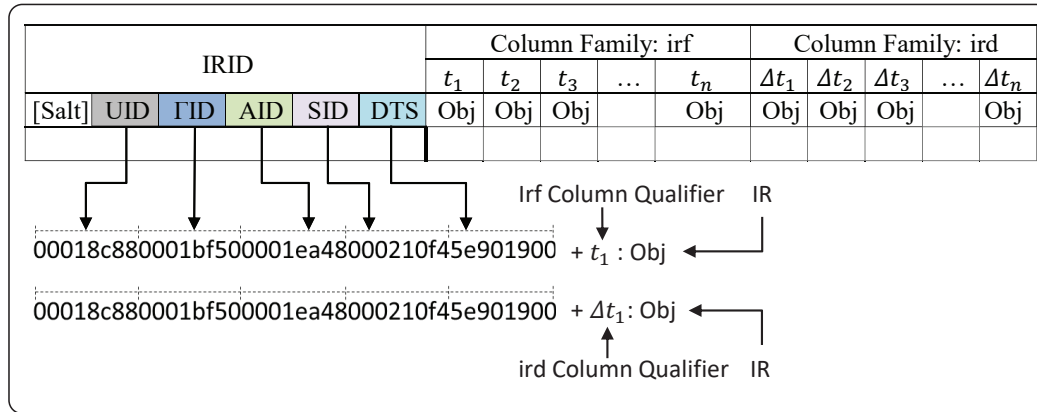 IRID Column Family: irf Column Family: ird
t₁ t₂ t₃ … tₙ Δt₁ Δt₂ Δt₃ … Δtₙ
[Salt] UID ΓID AID SID DTS Obj Obj Obj Obj Obj Obj Obj Obj
Irf Column Qualifier IR
00018c880001bf500001ea48000210f45e901900 + t₁ : Obj
00018c880001bf500001ea48000210f45e901900 + Δt₁: Obj
ird Column Qualifier IR